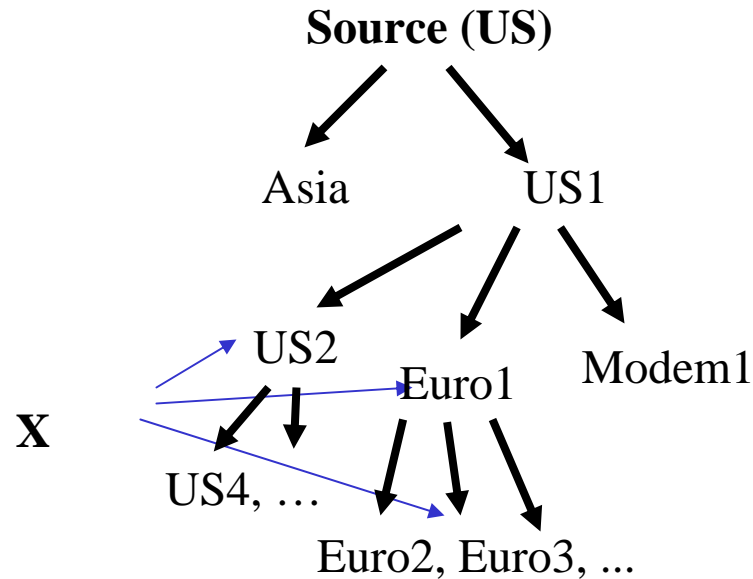 Source (US)
Asia US1
US2 Euro1 Modem1
X
US4, …
Euro2, Euro3, ...